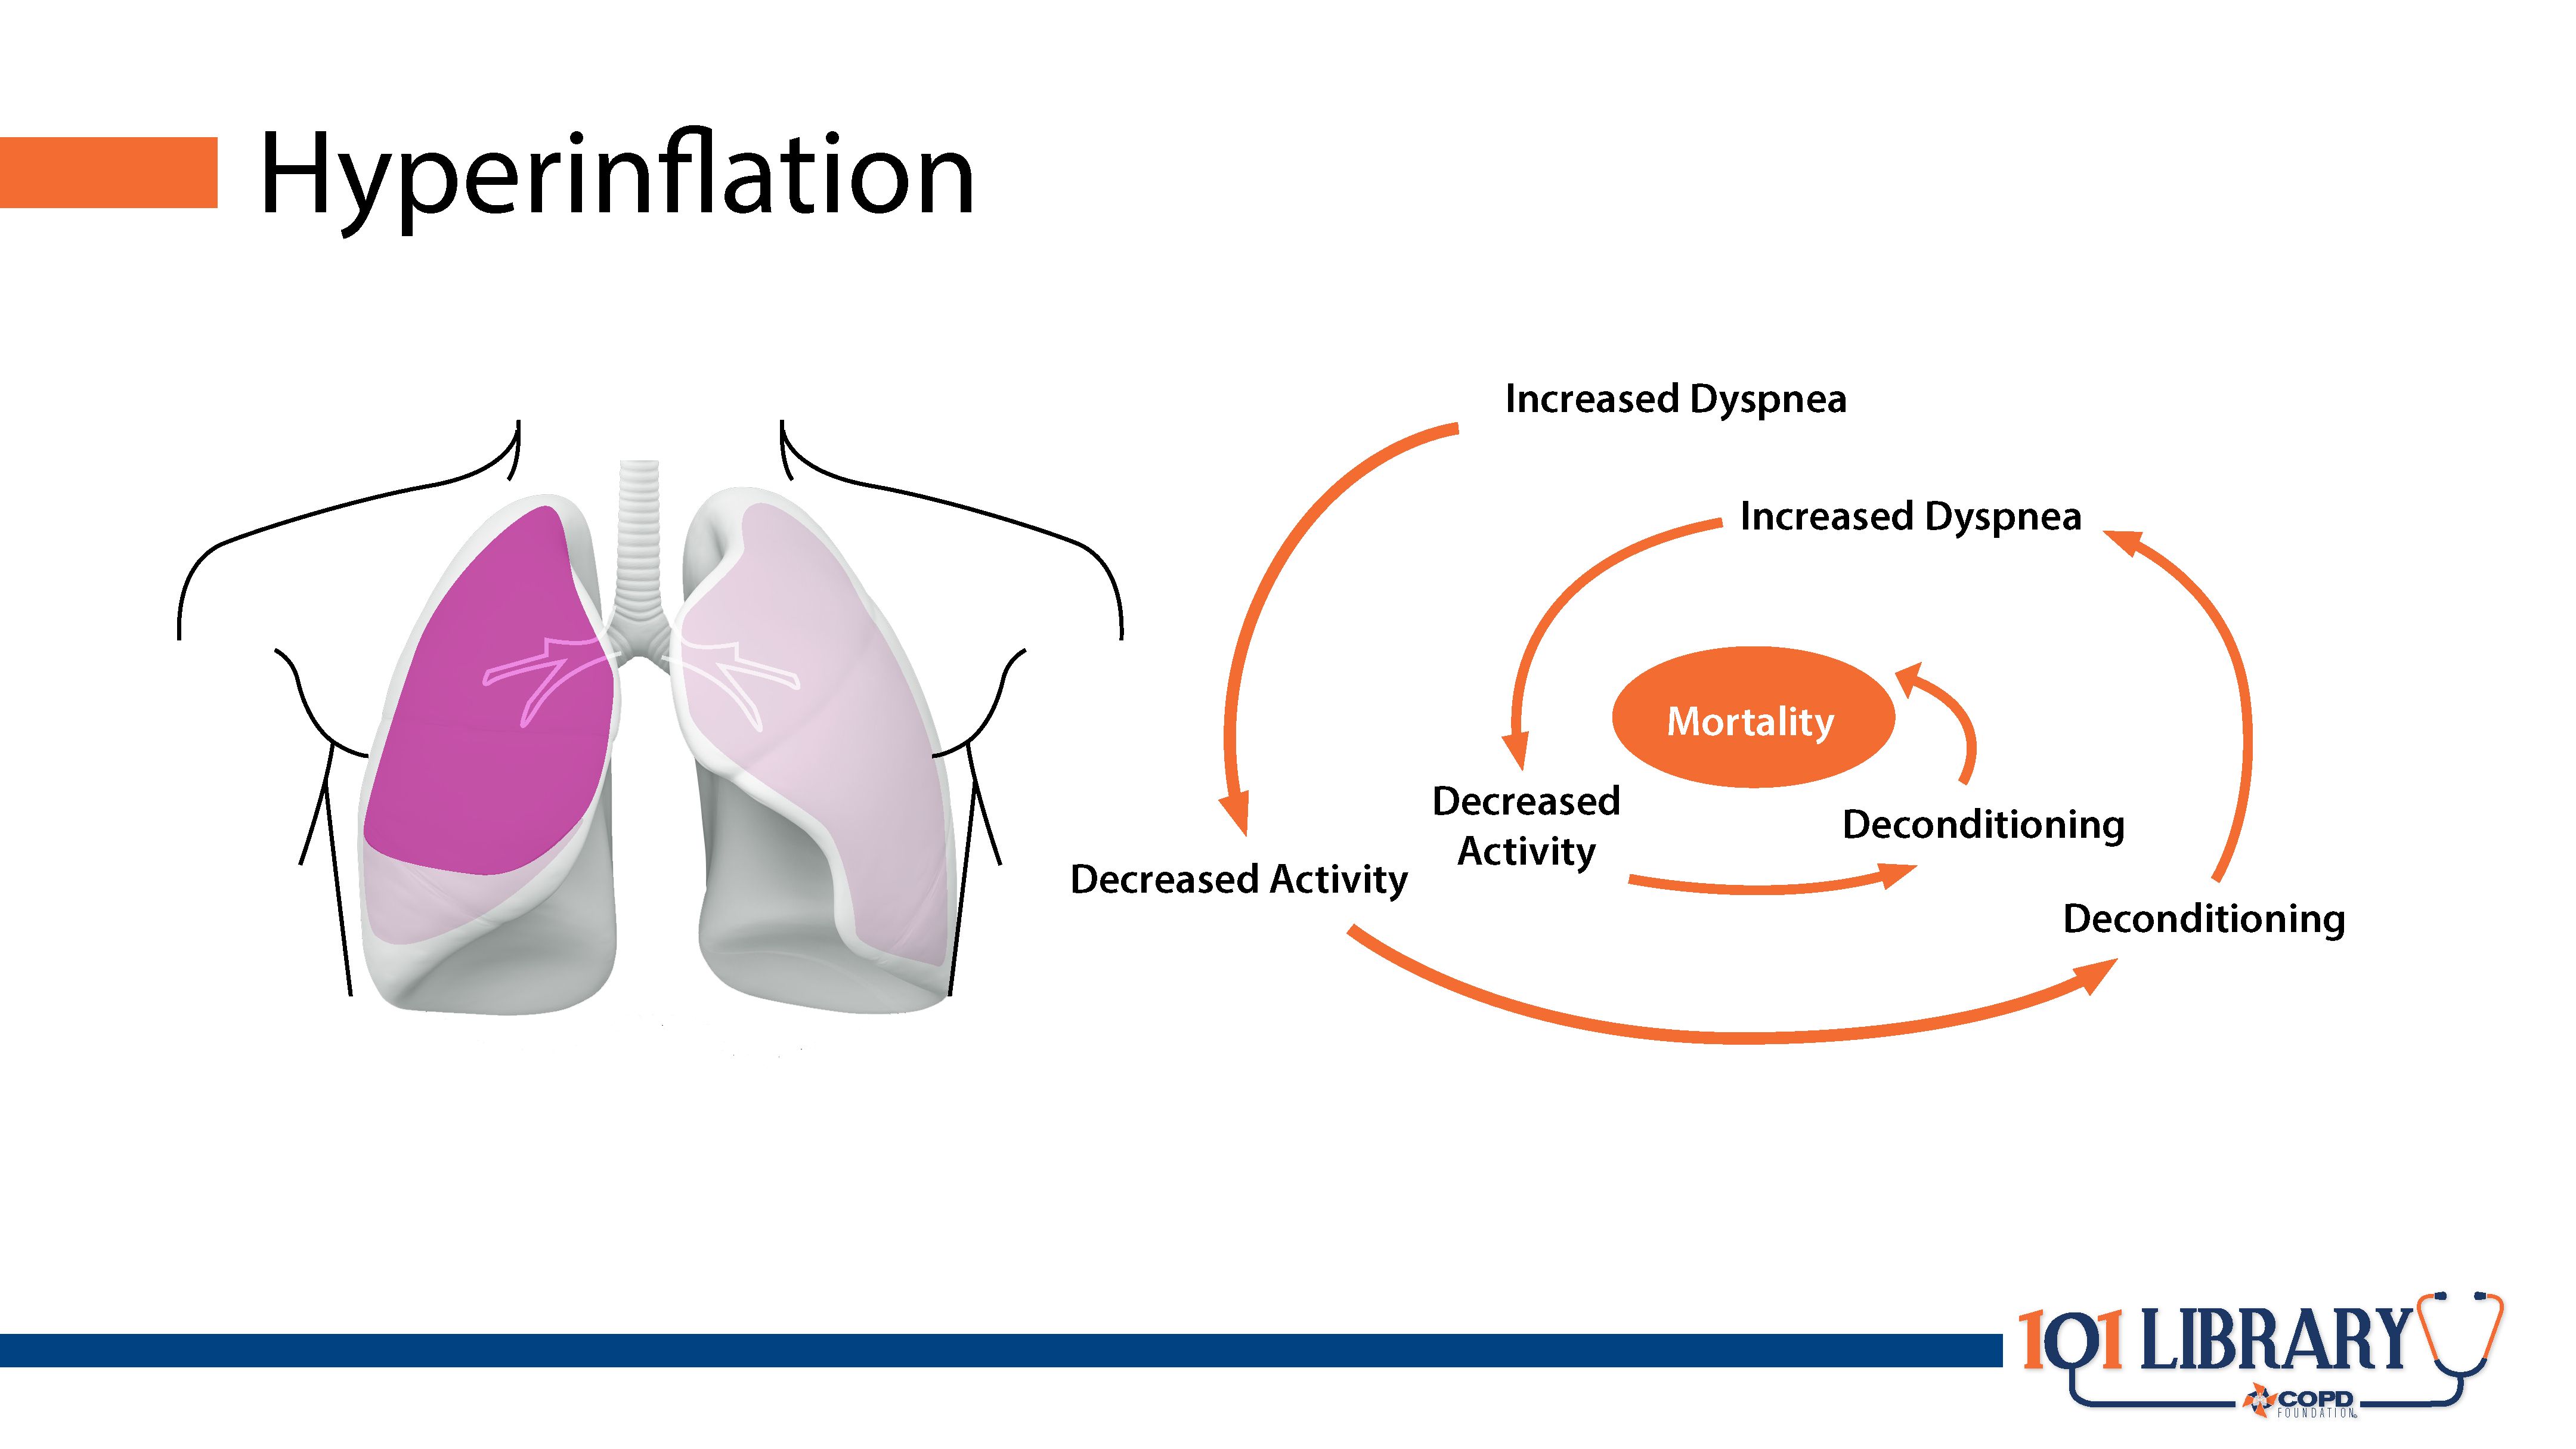 Hyperinflation
Increased Dyspnea
Increased Dyspnea
Mortality
Decreased
Activity
Deconditioning
Decreased Activity
Deconditioning
101 LIBRARY
COPD
FOUNDATION®